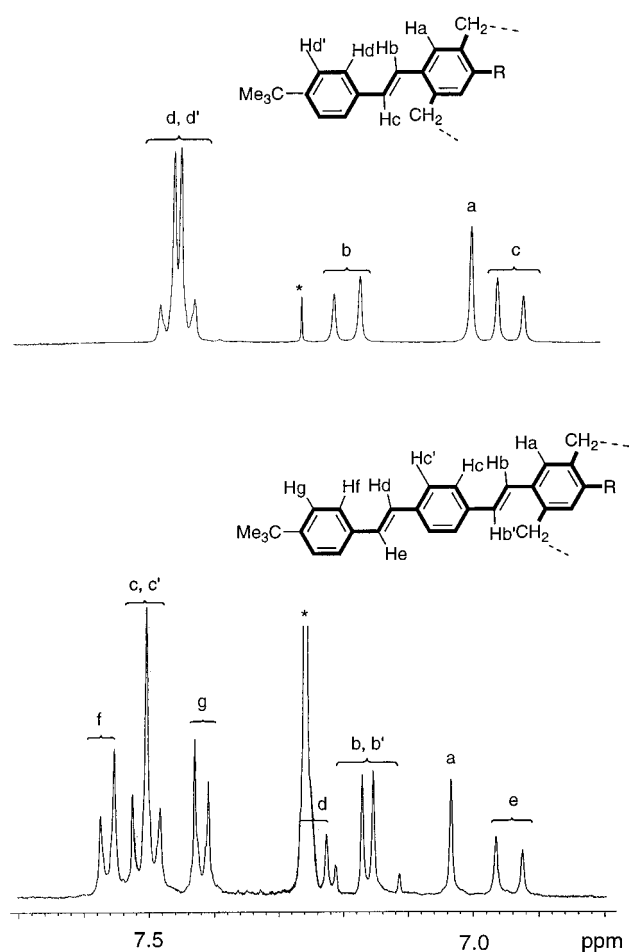 Ha CH2
Hd' Hd Hb
R
Me3C
Hc CH2
d, d'
a
b
c
*
Ha CH2
Hc' Hc Hb
R
Hg Hf Hd
Me3C
Hb' CH2
He
c, c'
*
g
f
b, b'
a
d
e
7.5 7.0 ppm